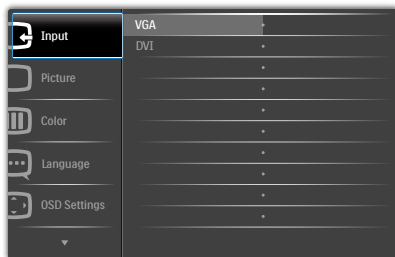 Input
Picture
Color
Language
OSD Settings
VGA
DVI